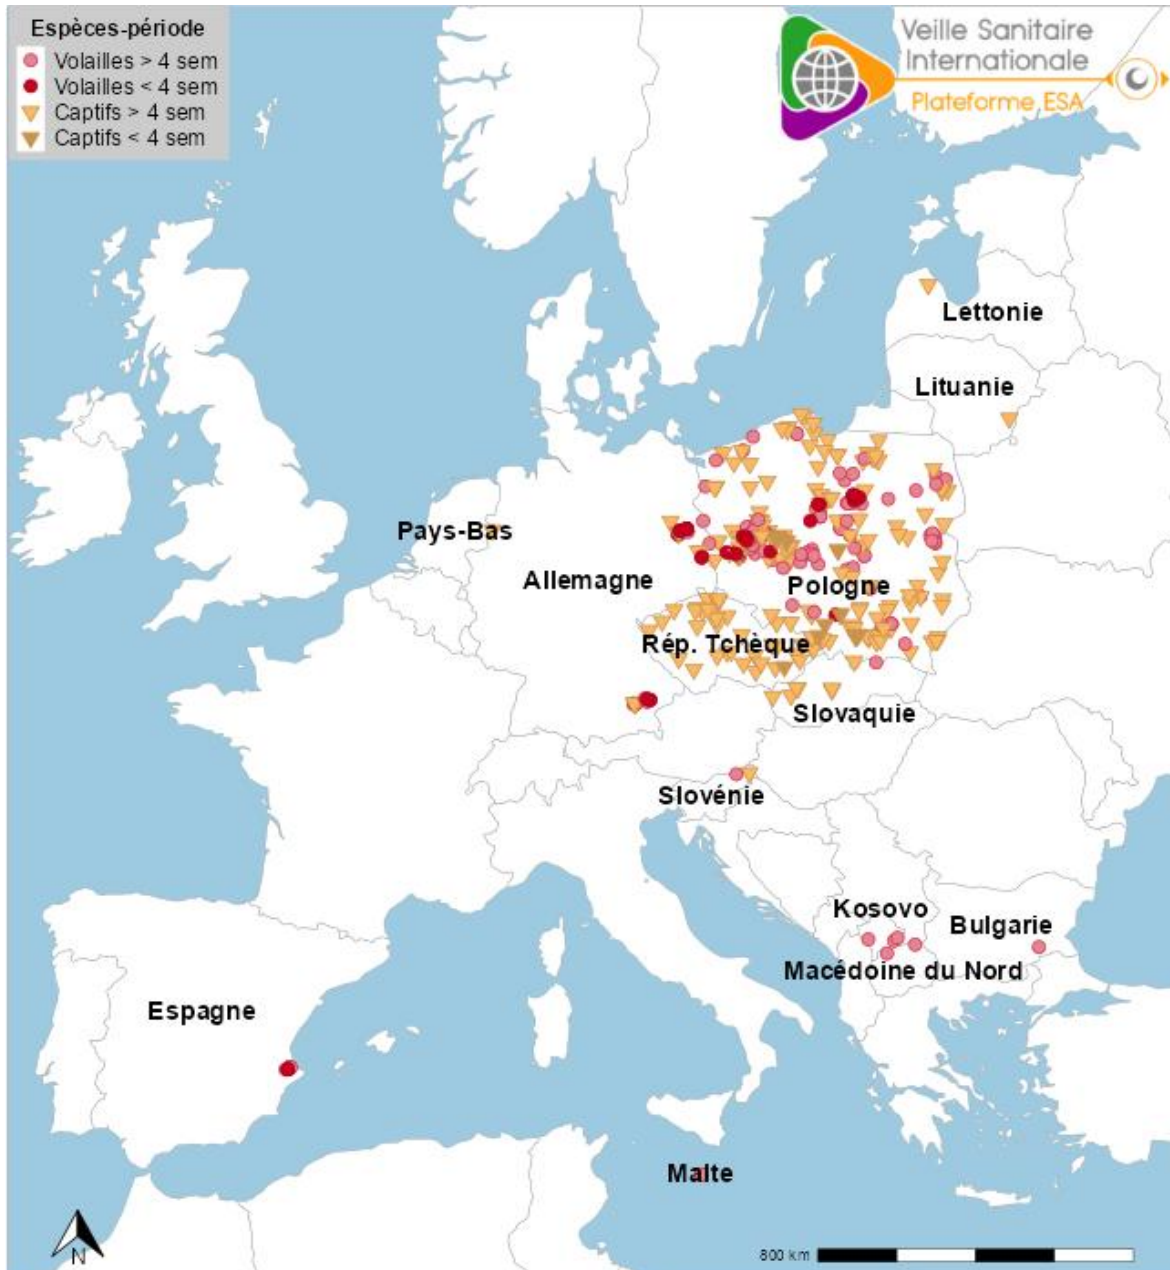 Espèces-période
Volailles > 4 sem
Volailles < 4 sem
Captifs > 4 sem
Captifs < 4 sem
Veille Sanitaire
Internationale
Plateforme ESA
Lettonie
Lituanie
Pays-Bas
Allemagne
Pologne
Rép. Tchèque
Slovaquie
Slovénie
Kosovo
Bulgarie
Macédoine du Nord
Espagne
Malte
N
800 km